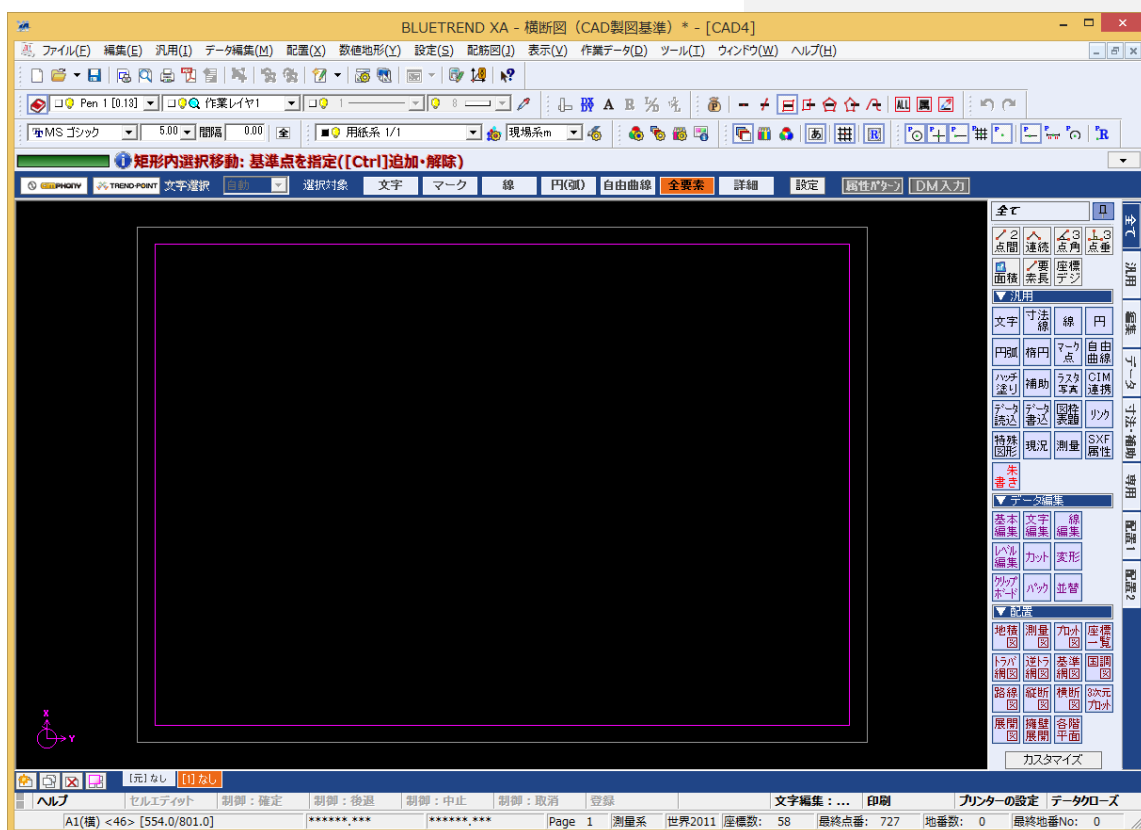 BLUETREND XA - 横断図（CAD製図基準）* - [CAD4]
ファイル(F) 編集(E) 汎用(I) データ編集(M) 配置(X) 数値地形(Y) 設定(S) 配筋図(J) 表示(V) 作業データ(D) ツール(T) ウィンドウ(W) ヘルプ(H)
Pen 1 [0.13] 作業レイヤ1 1 8 A B ALL
MS ゴシック 5.00 間隔 0.00 全 用紙系 1/1 現場系m あ R R
矩形内選択移動: 基準点を指定([Ctrl]追加・解除)
TREND-POINT 文字選択 自動 選択対象 文字 マーク 線 円(弧) 自由曲線 全要素 詳細 設定 属性パターン DM入力
全て
2点間 連続 3点角 3点垂
面積 要素長 座標デジ
▼ 汎用
文字 寸法線 線 円
円弧 楕円 マーク点 自由曲線
ハッチ塗り 補助 ラスタ写真 CIM連携
データ読込 データ書込 図枠表題 リンク
特殊図形 現況 測量 SXF属性
朱書き
▼ データ編集
基本編集 文字編集 線編集
レベル編集 カット 変形
クリップボード パック 並替
▼ 配置
地積図 測量図 プロット図 座標一覧
トラバ網図 逆トラ網図 基準網図 国調図
路線図 縦断図 横断図 3次元プロット
展開図 擁壁展開 各階平面
カスタマイズ
全て
汎用
編集
データ
寸法・補助
専用
配置1
配置2
X
Y
[元] なし [1] なし
ヘルプ セルエディット 制御：確定 制御：後退 制御：中止 制御：取消 登録 文字編集：... 印刷 プリンターの設定 データクローズ
A1(横) <46> [554.0/801.0] ******.*** ******.*** Page 1 測量系 世界2011 座標数: 58 最終点番: 727 地番数: 0 最終地番No: 0